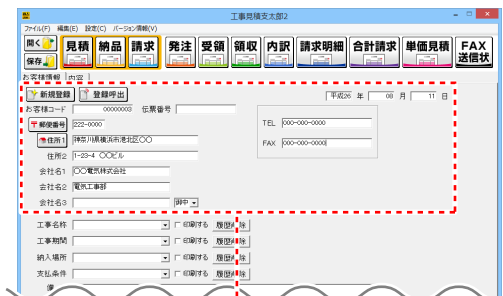 工事見積支太郎2
ファイル(F) 編集(E) 設定(C) バージョン情報(V)
開く 見積 納品 請求 発注 受領 領収 内訳 請求明細 合計請求 単価見積 FAX送信状
保存
お客様情報 内容
新規登録 登録呼出 平成26 年 08 月 11 日
お客様コード 00000003 伝票番号
〒郵便番号 222-0000 TEL 000-000-0000
住所1 神奈川県横浜市港北区〇〇 FAX 000-000-0000
住所2 1-23-4 〇〇ビル
会社名1 〇〇電気株式会社
会社名2 電気工事部
会社名3 御中
工事名称 印刷する 履歴削除
工事期間 印刷する 履歴削除
納入場所 印刷する 履歴削除
支払条件 印刷する 履歴削除